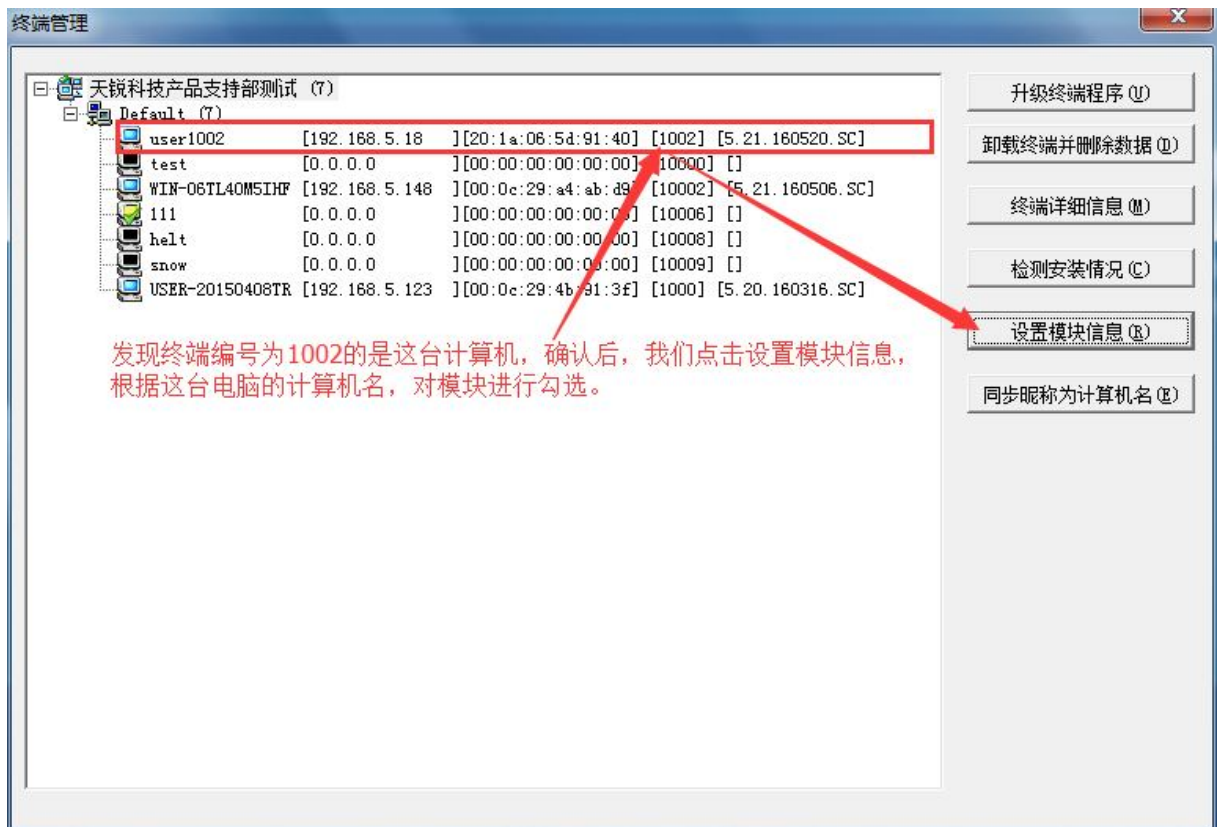 终端管理
天锐科技产品支持部测试 (7)
升级终端程序(U)
Default (7)
user1002 [192.168.5.18 ][20:1a:06:5d:91:40] [1002] [5.21.160520.SC]
卸载终端并删除数据(D)
test [0.0.0.0 ][00:00:00:00:00:00] [10000] []
WIN-06TL40M5IHF [192.168.5.148 ][00:0c:29:a4:ab:d9] [10002] [5.21.160506.SC]
终端详细信息(M)
111 [0.0.0.0 ][00:00:00:00:00:00] [10006] []
helt [0.0.0.0 ][00:00:00:00:00:00] [10008] []
snow [0.0.0.0 ][00:00:00:00:00:00] [10009] []
检测安装情况(C)
USER-20150408TR [192.168.5.123 ][00:0c:29:4b:91:3f] [1000] [5.20.160316.SC]
设置模块信息(R)
发现终端编号为1002的是这台计算机，确认后，我们点击设置模块信息，
根据这台电脑的计算机名，对模块进行勾选。
同步昵称为计算机名(E)